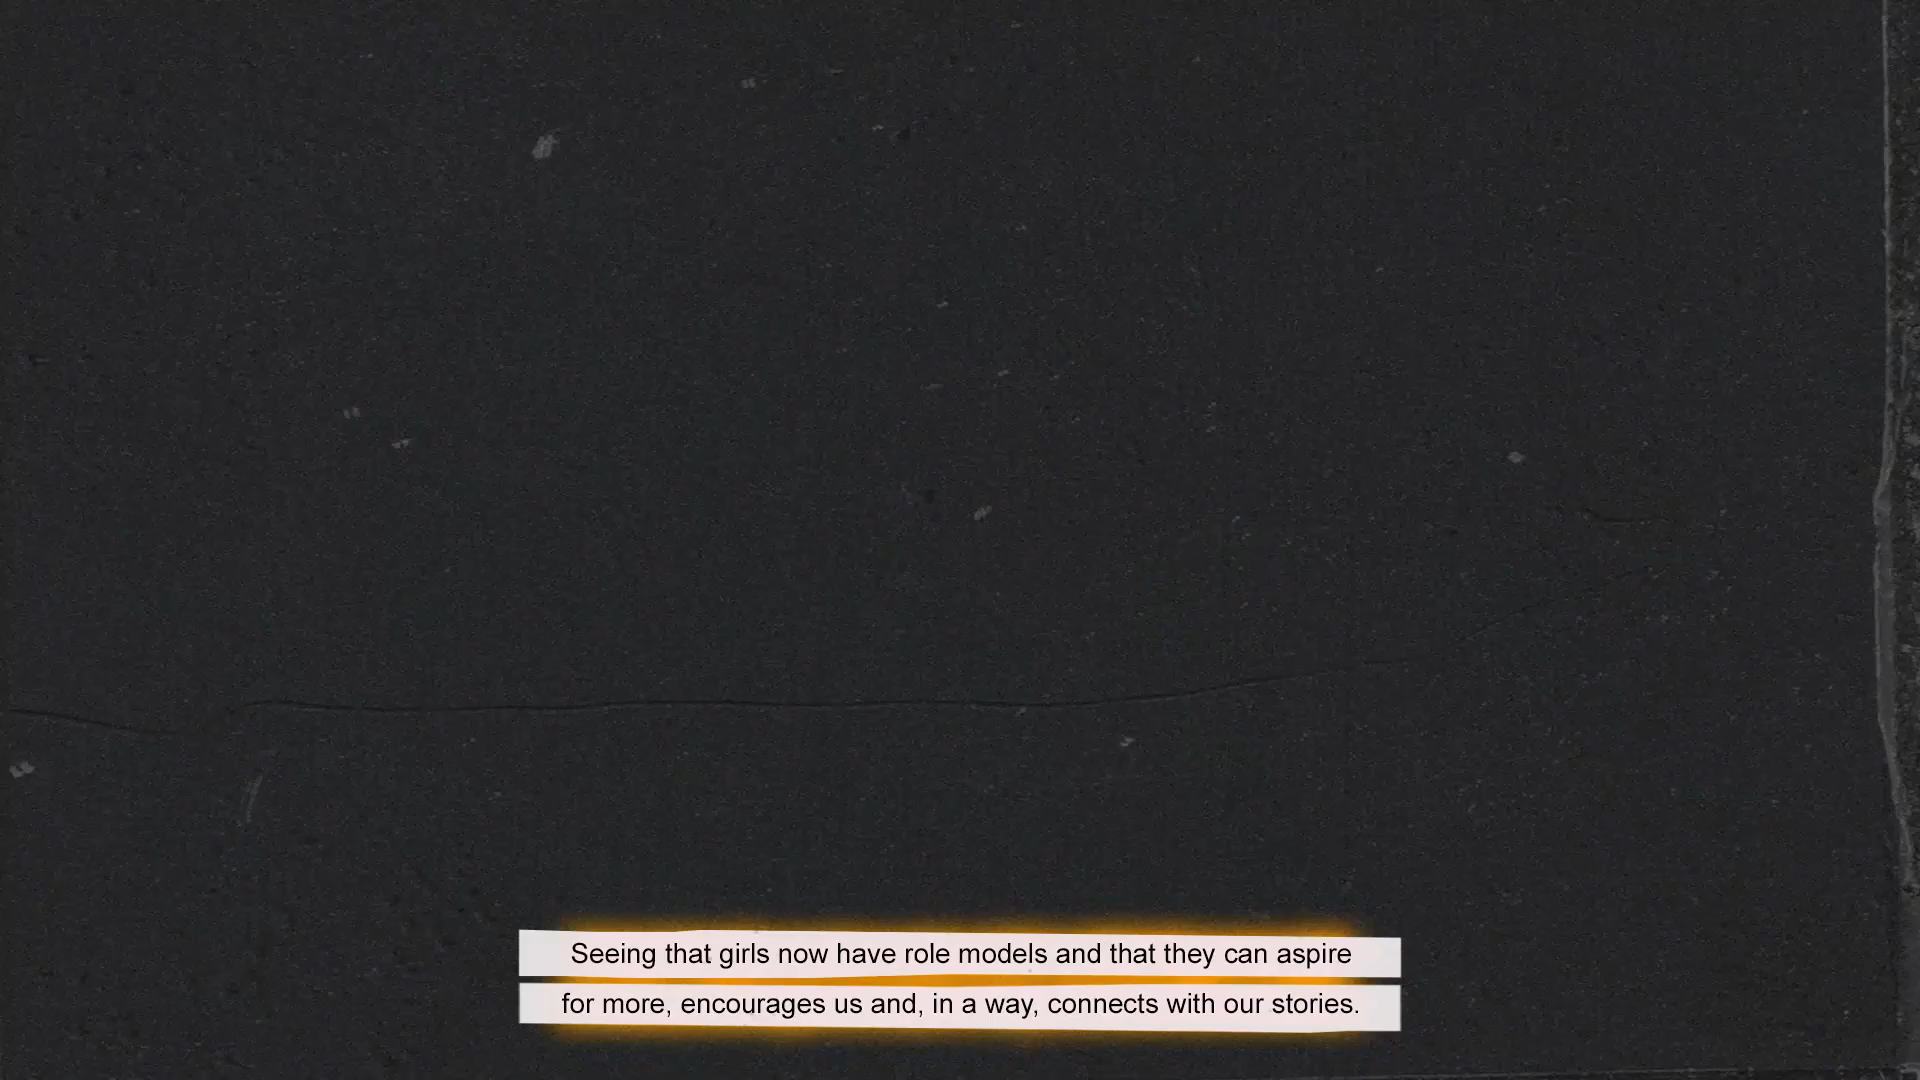 Seeing that girls now have role models and that they can aspire
for more, encourages us and, in a way, connects with our stories.